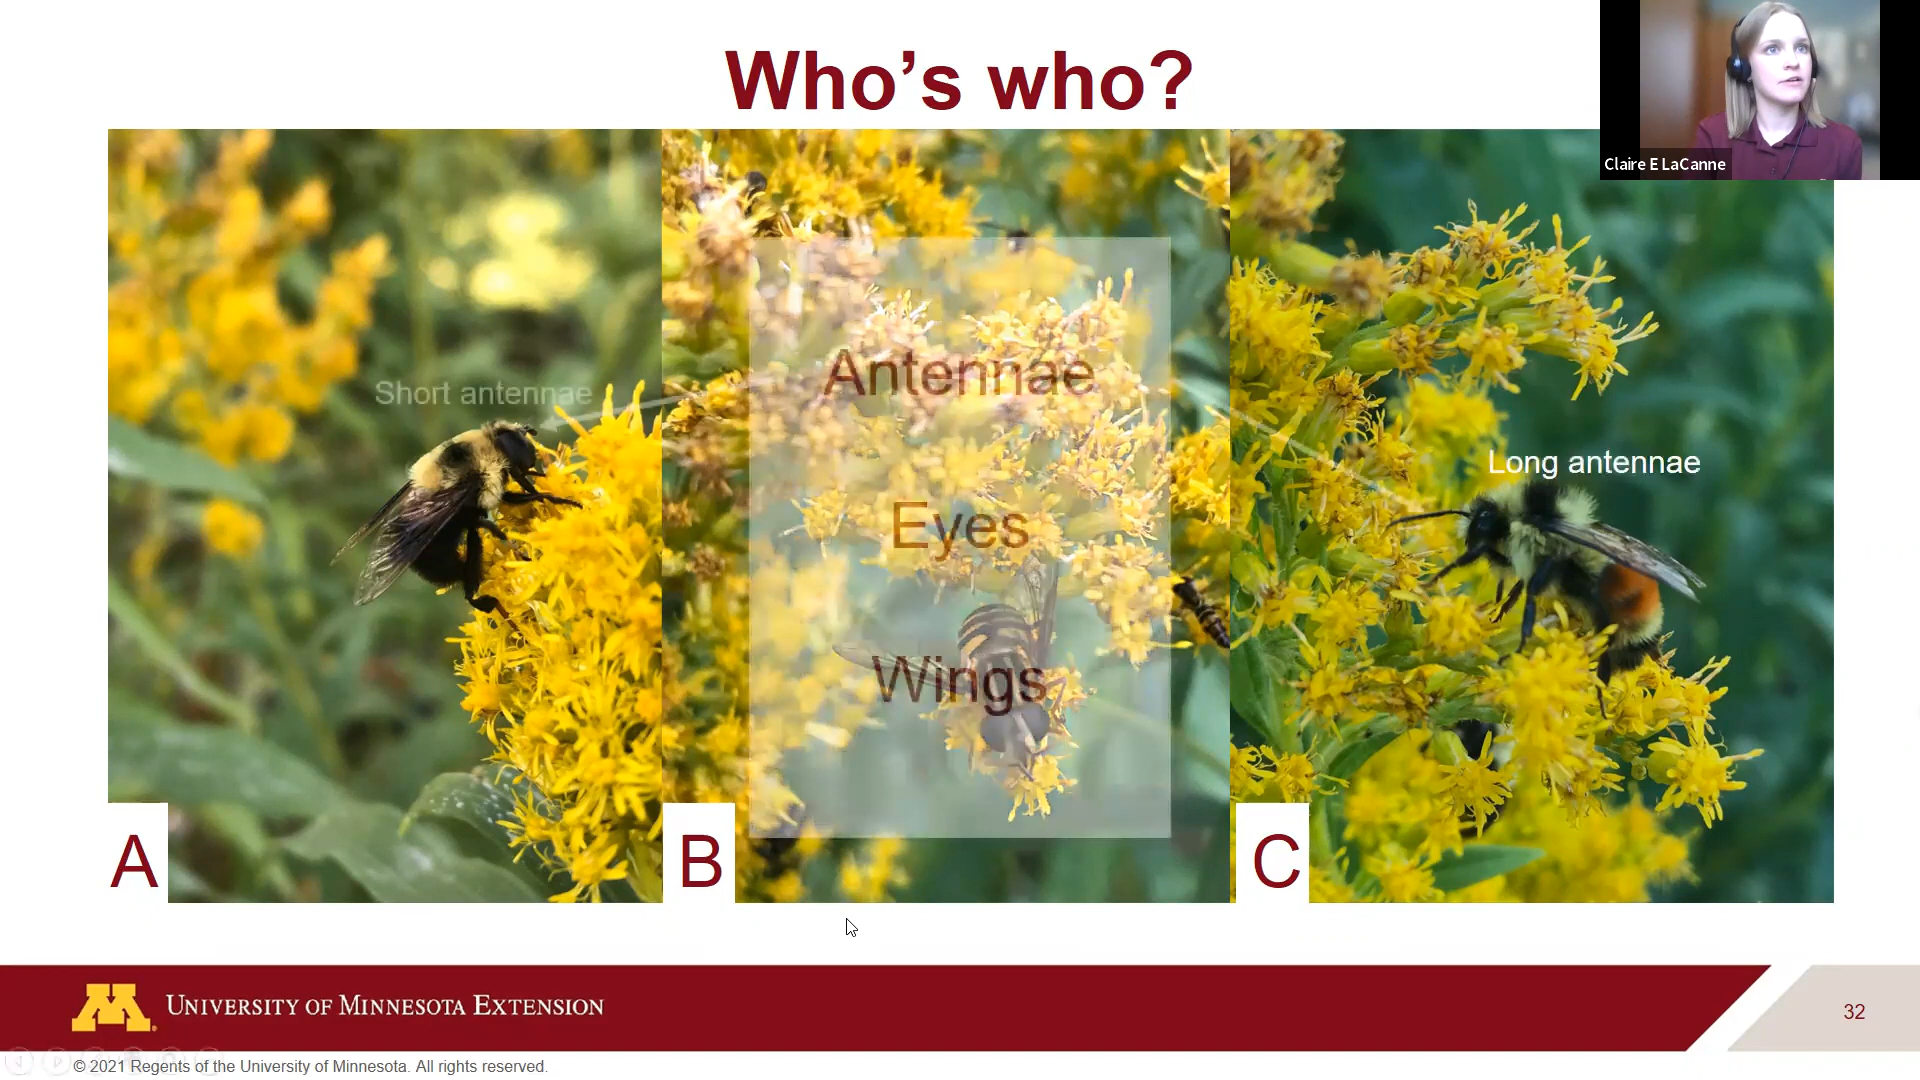 Who's who?
Claire E LaCanne
Short antennae
Antennae
Long antennae
Eyes
Wings
A
B
C
M
UNIVERSITY OF MINNESOTA EXTENSION
32
© 2021 Regents of the University of Minnesota. All rights reserved.